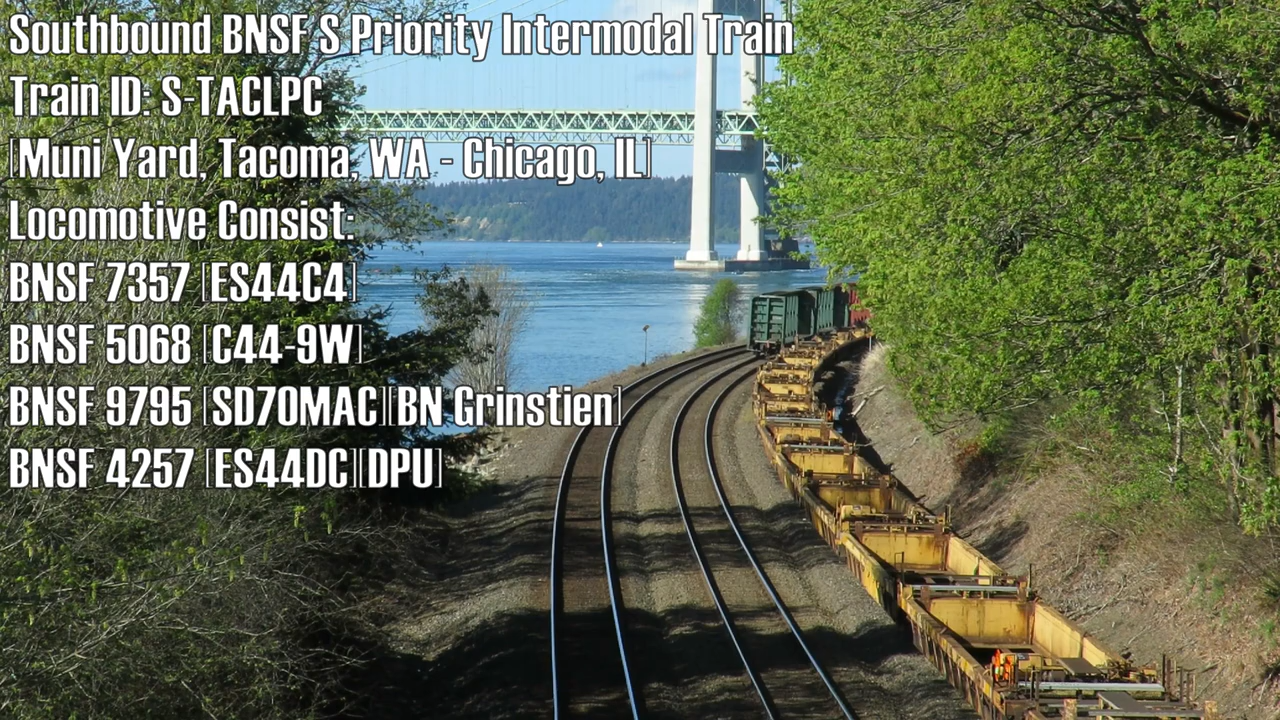 Southbound BNSF S Priority Intermodal Train
Train ID: S-TACLPC
[Muni Yard, Tacoma, WA - Chicago, IL]
Locomotive Consist:
BNSF 7357 [ES44C4]
BNSF 5068 [C44-9W]
BNSF 9795 [SD70MAC][BN Grinstien]
BNSF 4257 [ES44DC][DPU]